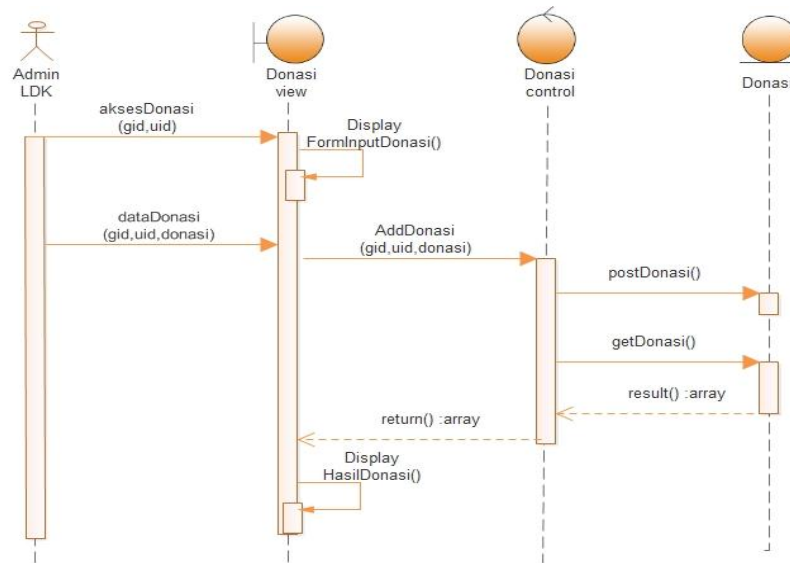 Admin
LDK
Donasi
view
Donasi
control
Donasi
aksesDonasi
(gid,uid)
Display
FormInputDonasi()
dataDonasi
(gid,uid,donasi)
AddDonasi
(gid,uid,donasi)
postDonasi()
getDonasi()
result() :array
return() :array
Display
HasilDonasi()